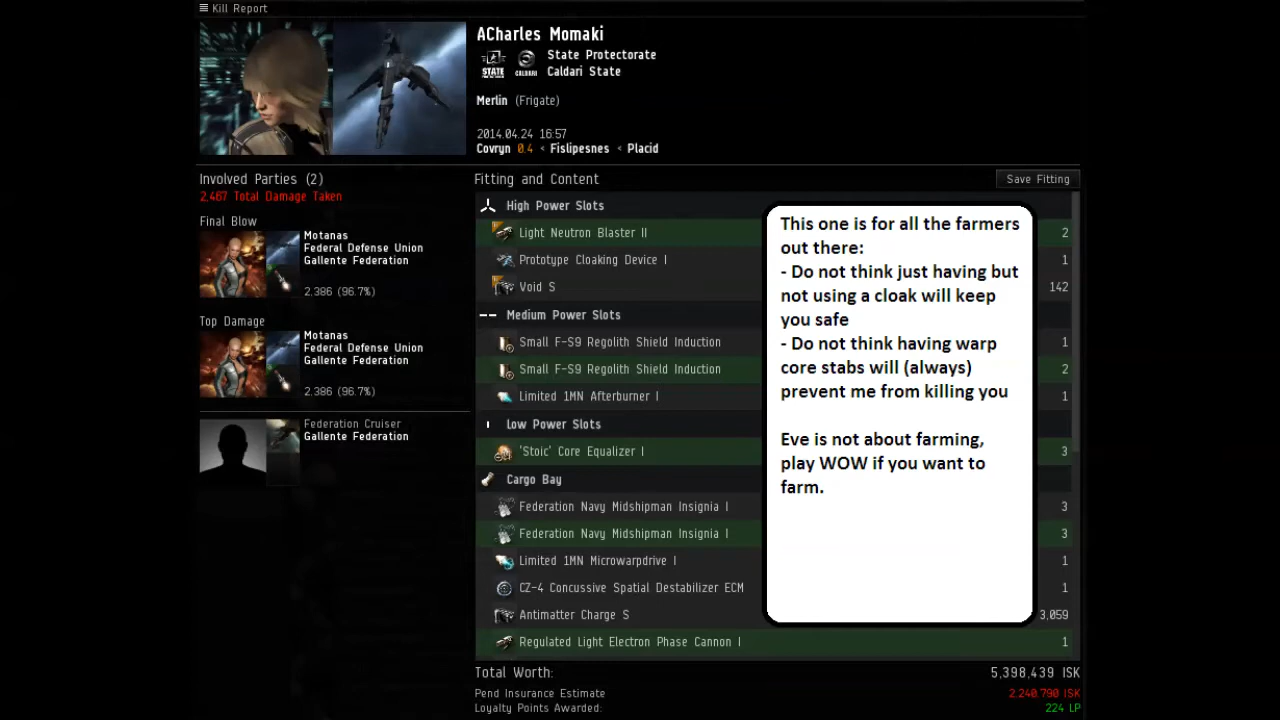 Kill Report
ACharles Momaki
State Protectorate
Caldari State
STATE
CALDARI
Merlin (Frigate)
2014.04.24 16:57
Covryn 0.4 < Fislipesnes < Placid
Involved Parties (2)
2,467 Total Damage Taken
Final Blow
Motanas
Federal Defense Union
Gallente Federation
2,386 (96.7%)
Top Damage
Motanas
Federal Defense Union
Gallente Federation
2,386 (96.7%)
Federation Cruiser
Gallente Federation
Fitting and Content
Save Fitting
High Power Slots
Light Neutron Blaster II 2
Prototype Cloaking Device I 1
Void S 142
Medium Power Slots
Small F-S9 Regolith Shield Induction 1
Small F-S9 Regolith Shield Induction 2
Limited 1MN Afterburner I 1
Low Power Slots
'Stoic' Core Equalizer I 3
Cargo Bay
Federation Navy Midshipman Insignia I 3
Federation Navy Midshipman Insignia I 3
Limited 1MN Microwarpdrive I 1
CZ-4 Concussive Spatial Destabilizer ECM 1
Antimatter Charge S 3,059
Regulated Light Electron Phase Cannon I 1
Total Worth: 5,398,439 ISK
Pend Insurance Estimate 2,240,790 ISK
Loyalty Points Awarded: 224 LP
This one is for all the farmers
out there:
- Do not think just having but
not using a cloak will keep
you safe
- Do not think having warp
core stabs will (always)
prevent me from killing you
Eve is not about farming,
play WOW if you want to
farm.